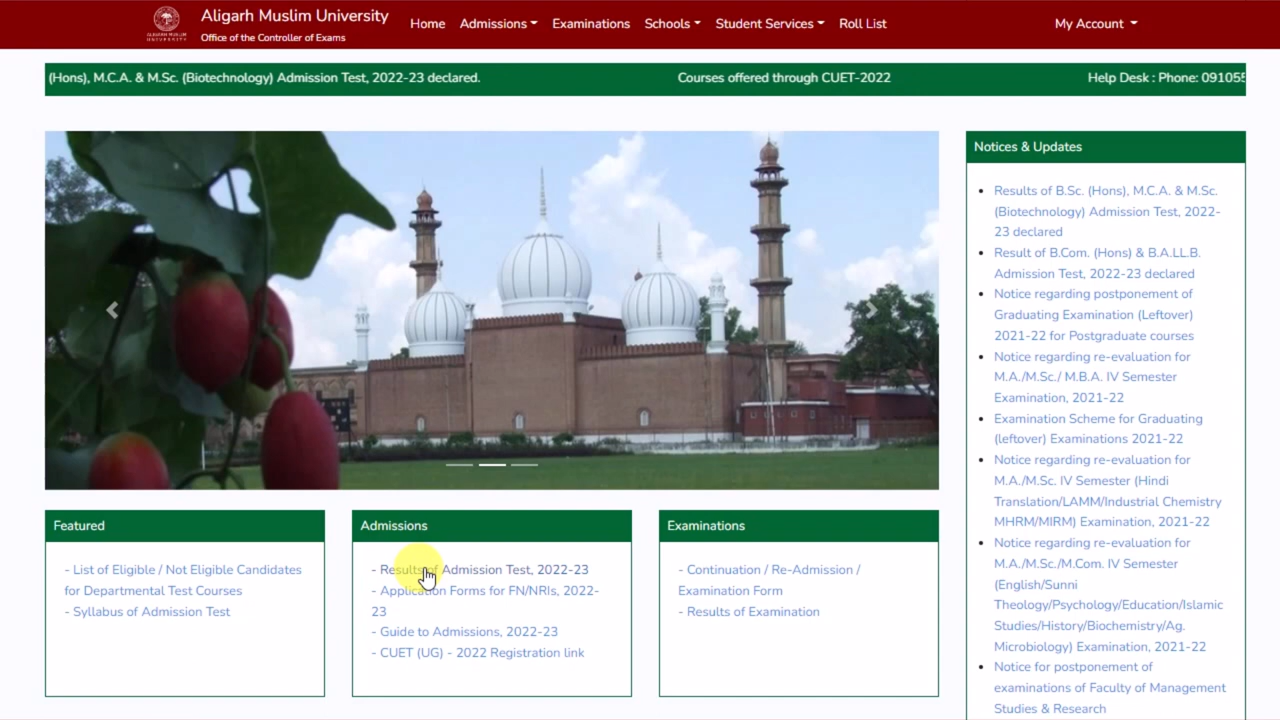 Aligarh Muslim University
Office of the Controller of Exams
ALIGARH MUSLIM
UNIVERSITY
Home Admissions Examinations Schools Student Services Roll List My Account
(Hons), M.C.A. & M.Sc. (Biotechnology) Admission Test, 2022-23 declared. Courses offered through CUET-2022 Help Desk : Phone: 091055
Notices & Updates
Results of B.Sc. (Hons), M.C.A. & M.Sc.
(Biotechnology) Admission Test, 2022-
23 declared
Result of B.Com. (Hons) & B.A.LL.B.
Admission Test, 2022-23 declared
Notice regarding postponement of
Graduating Examination (Leftover)
2021-22 for Postgraduate courses
Notice regarding re-evaluation for
M.A./M.Sc./ M.B.A. IV Semester
Examination, 2021-22
Examination Scheme for Graduating
(leftover) Examinations 2021-22
Notice regarding re-evaluation for
M.A./M.Sc. IV Semester (Hindi
Translation/LAMM/Industrial Chemistry
MHRM/MIRM) Examination, 2021-22
Notice regarding re-evaluation for
M.A./M.Sc./M.Com. IV Semester
(English/Sunni
Theology/Psychology/Education/Islamic
Studies/History/Biochemistry/Ag.
Microbiology) Examination, 2021-22
Notice for postponement of
examinations of Faculty of Management
Studies & Research
Featured
- List of Eligible / Not Eligible Candidates
for Departmental Test Courses
- Syllabus of Admission Test
Admissions
- Results of Admission Test, 2022-23
- Application Forms for FN/NRIs, 2022-
23
- Guide to Admissions, 2022-23
- CUET (UG) - 2022 Registration link
Examinations
- Continuation / Re-Admission /
Examination Form
- Results of Examination